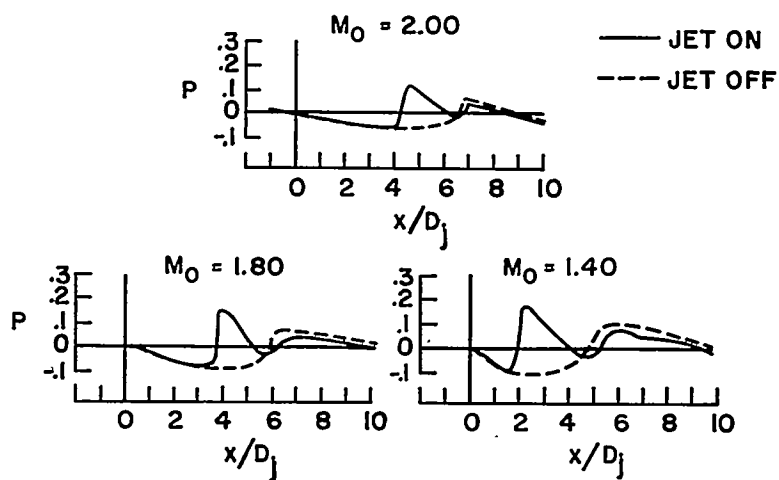 M₀ = 2.00
JET ON
JET OFF
P
.3
.2
.1
0
-.1
0 2 4 6 8 10
X/Dj
M₀ = 1.80
P
.3
.2
.1
0
-.1
0 2 4 6 8 10
X/Dj
M₀ = 1.40
.3
.2
.1
0
-.1
0 2 4 6 8 10
X/Dj